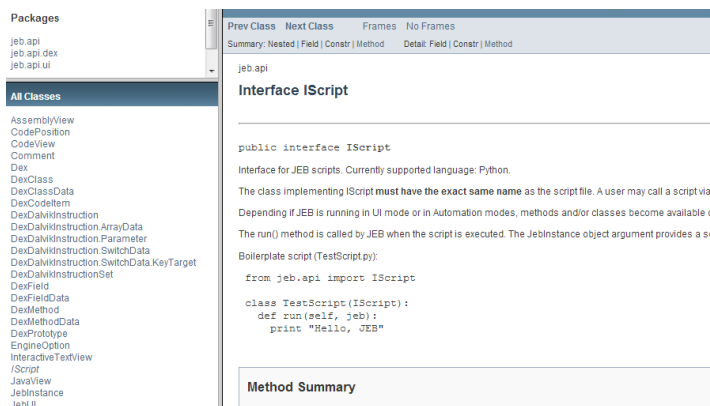 Packages
jeb.api
jeb.api.dex
jeb.api.ui
All Classes
AssemblyView
CodePosition
CodeView
Comment
Dex
DexClass
DexClassData
DexCodeItem
DexDalvikInstruction
DexDalvikInstruction.ArrayData
DexDalvikInstruction.Parameter
DexDalvikInstruction.SwitchData
DexDalvikInstruction.SwitchData.KeyTarget
DexDalvikInstructionSet
DexField
DexFieldData
DexMethod
DexMethodData
DexPrototype
EngineOption
InteractiveTextView
IScript
JavaView
JebInstance
JebUI
Prev Class Next Class Frames No Frames
Summary: Nested | Field | Constr | Method Detail: Field | Constr | Method
jeb.api
Interface IScript
public interface IScript
Interface for JEB scripts. Currently supported language: Python.
The class implementing IScript must have the exact same name as the script file. A user may call a script via
Depending if JEB is running in UI mode or in Automation modes, methods and/or classes become available
The run() method is called by JEB when the script is executed. The JebInstance object argument provides a
Boilerplate script (TestScript.py):
from jeb.api import IScript
class TestScript(IScript):
def run(self, jeb):
print "Hello, JEB"
Method Summary